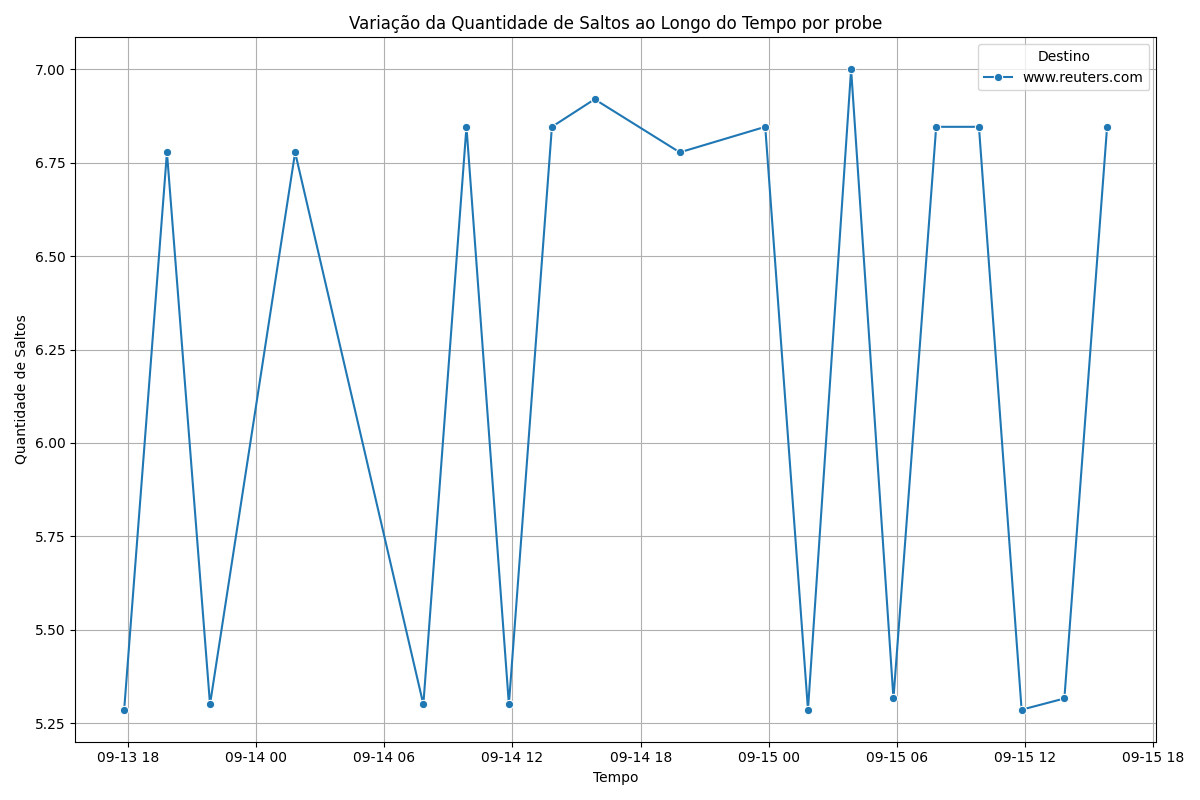 Variação da Quantidade de Saltos ao Longo do Tempo por probe
Destino
www.reuters.com
7.00
6.75
6.50
6.25
6.00
5.75
5.50
5.25
Quantidade de Saltos
09-13 18 09-14 00 09-14 06 09-14 12 09-14 18 09-15 00 09-15 06 09-15 12 09-15 18
Tempo